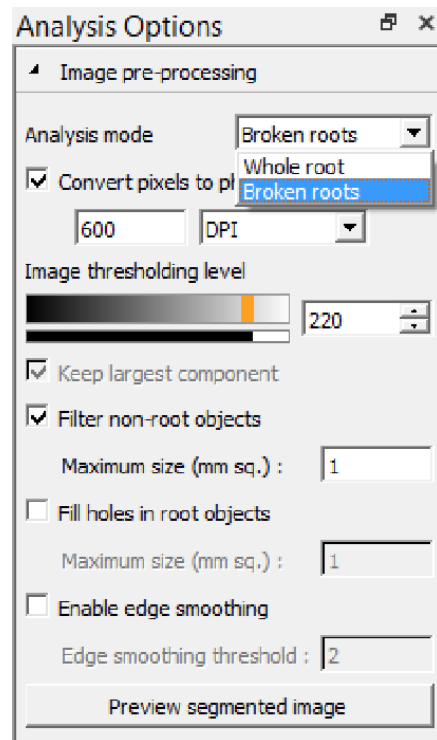 Analysis Options
Image pre-processing
Analysis mode Broken roots
Whole root
Convert pixels to
Broken roots
600 DPI
Image thresholding level
220
Keep largest component
Filter non-root objects
Maximum size (mm sq.) : 1
Fill holes in root objects
Maximum size (mm sq.) : 1
Enable edge smoothing
Edge smoothing threshold : 2
Preview segmented image